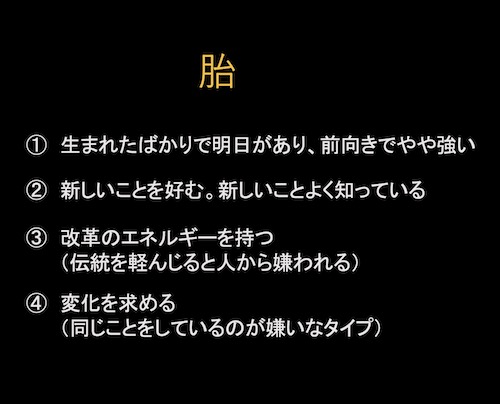 胎
① 生まれたばかりで明日があり、前向きでやや強い
② 新しいことを好む。新しいことよく知っている
③ 改革のエネルギーを持つ
(伝統を軽んじると人から嫌われる)
④ 変化を求める
(同じことをしているのが嫌いなタイプ)